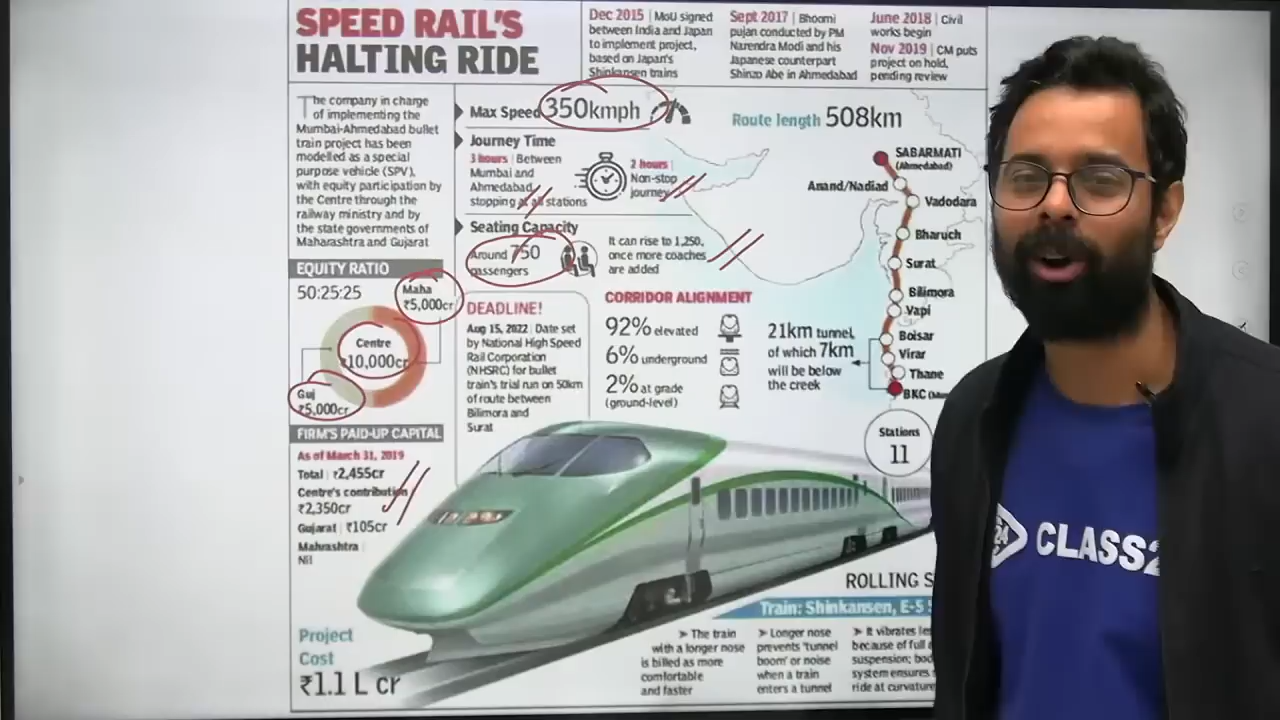 SPEED RAIL'S
HALTING RIDE
Dec 2015 | MoU signed
between India and Japan
to implement project,
based on Japan's
Shinkansen trains
Sept 2017 | Bhoomi
pujan conducted by PM
Narendra Modi and his
Japanese counterpart
Shinzo Abe in Ahmedabad
June 2018 | Civil
works begin
Nov 2019 | CM puts
project on hold,
pending review
The company in charge
of implementing the
Mumbai-Ahmedabad bullet
train project has been
modelled as a special
purpose vehicle (SPV),
with equity participation by
the Centre through the
railway ministry and by
the state governments of
Maharashtra and Gujarat
EQUITY RATIO
50:25:25
Maha
₹5,000cr
Centre
₹10,000cr
Guj
₹5,000cr
FIRM'S PAID-UP CAPITAL
As of March 31, 2019
Total | ₹2,455cr
Centre's contribution
₹2,350cr
Gujarat | ₹105cr
Mahrashtra |
Nil
Project
Cost
₹1.1 L cr
Max Speed 350kmph
Journey Time
3 hours | Between
Mumbai and
Ahmedabad,
stopping at all stations
2 hours |
Non-stop
journey
Seating Capacity
Around 750
passengers
It can rise to 1,250,
once more coaches
are added
DEADLINE!
Aug 15, 2022 | Date set
by National High Speed
Rail Corporation
(NHSRC) for bullet
train's trial run on 50km
of route between
Bilimora and
Surat
CORRIDOR ALIGNMENT
92% elevated
6% underground
2% at grade
(ground-level)
21km tunnel,
of which 7km
will be below
the creek
Route length 508km
SABARMATI
(Ahmedabad)
Anand/Nadiad
Vadodara
Bharuch
Surat
Bilimora
Vapi
Boisar
Virar
Thane
BKC
Stations
11
ROLLING S
Train: Shinkansen, E-5 S
➤ The train
with a longer nose
is billed as more
comfortable
and faster
➤ Longer nose
prevents 'tunnel
boom' or noise
when a train
enters a tunnel
➤ It vibrates les
because of full a
suspension; bod
system ensures
ride at curvature
24
CLASS2